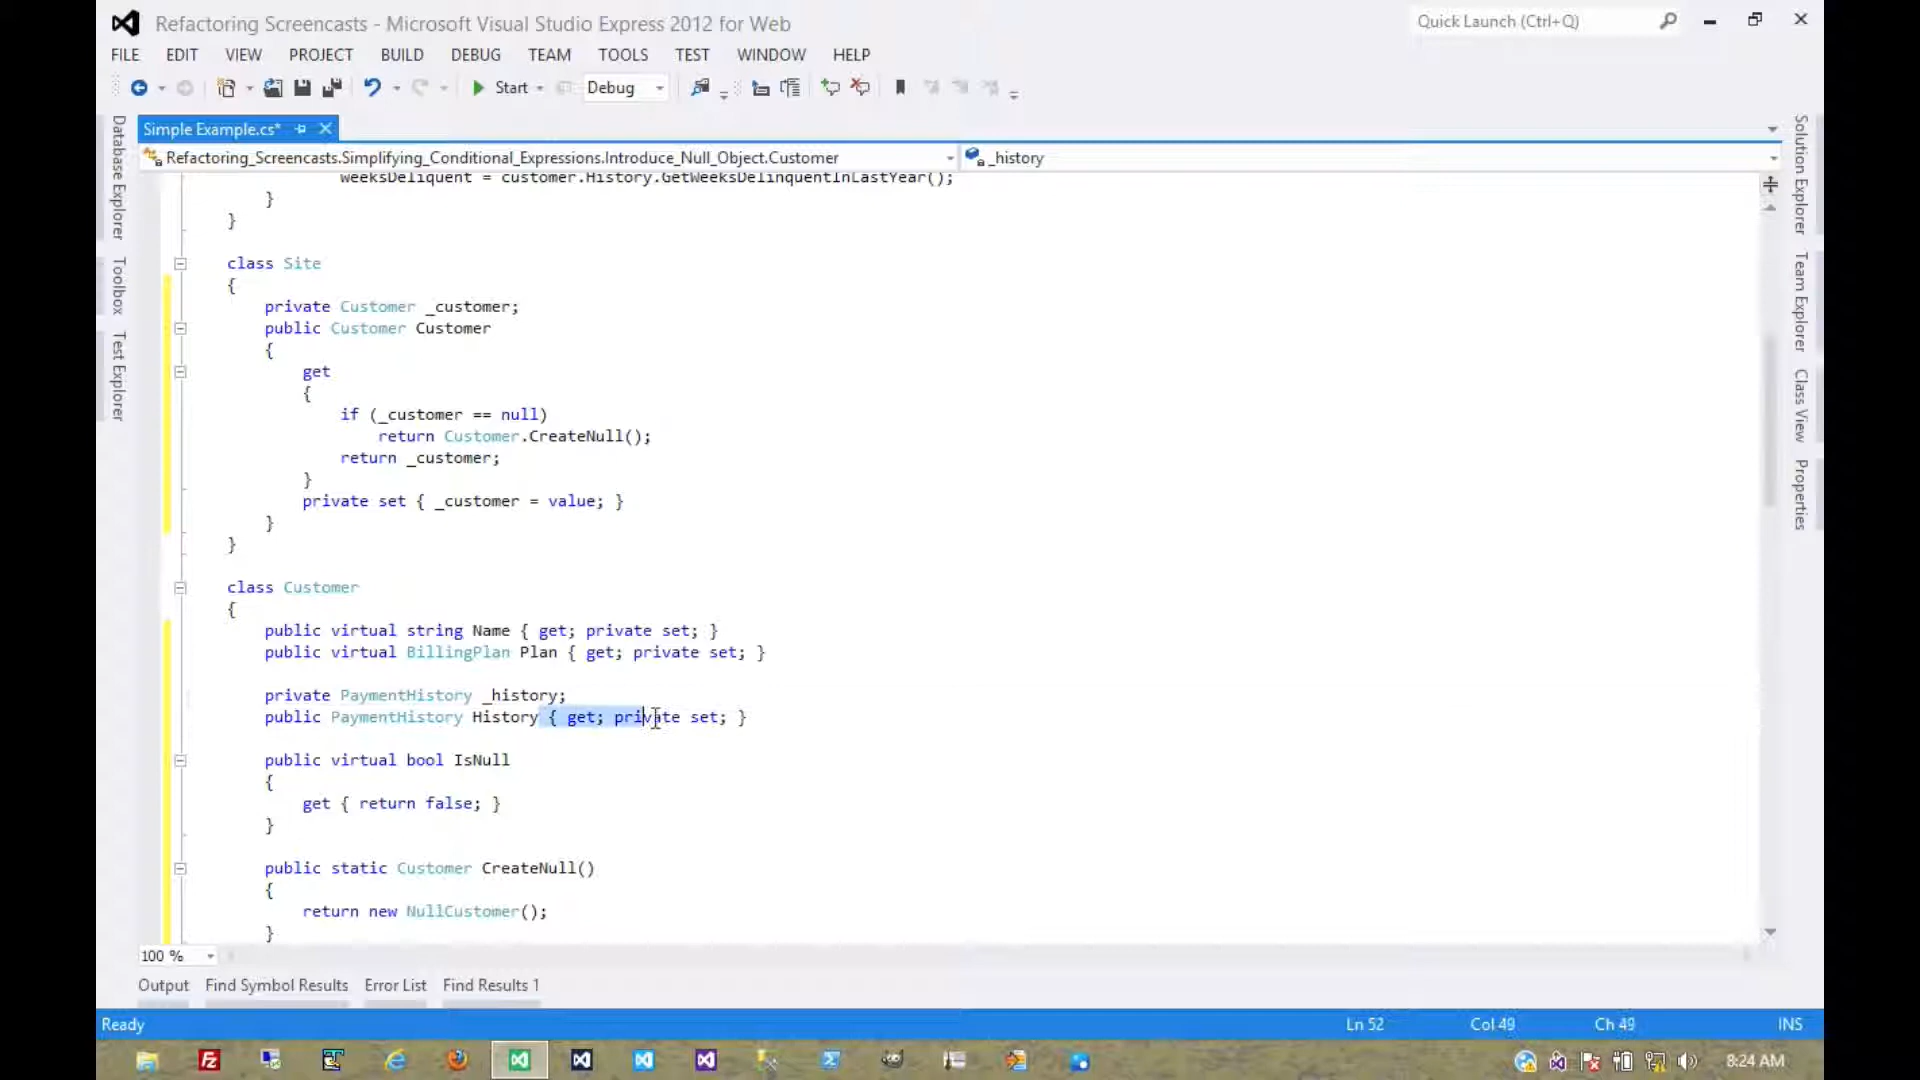 Refactoring Screencasts - Microsoft Visual Studio Express 2012 for Web
Quick Launch (Ctrl+Q)
FILE EDIT VIEW PROJECT BUILD DEBUG TEAM TOOLS TEST WINDOW HELP
Start Debug
Simple Example.cs*
Refactoring_Screencasts.Simplifying_Conditional_Expressions.Introduce_Null_Object.Customer
_history
Database Explorer
Toolbox
Test Explorer
weeksDeliquent = customer.History.GetWeeksDelinquentInLastYear();
}
}
class Site
{
private Customer _customer;
public Customer Customer
{
get
{
if (_customer == null)
return Customer.CreateNull();
return _customer;
}
private set { _customer = value; }
}
}
class Customer
{
public virtual string Name { get; private set; }
public virtual BillingPlan Plan { get; private set; }
private PaymentHistory _history;
public PaymentHistory History { get; private set; }
public virtual bool IsNull
{
get { return false; }
}
public static Customer CreateNull()
{
return new NullCustomer();
}
Solution Explorer
Team Explorer
Class View
Properties
100 %
Output Find Symbol Results Error List Find Results 1
Ready Ln 52 Col 49 Ch 49 INS
8:24 AM